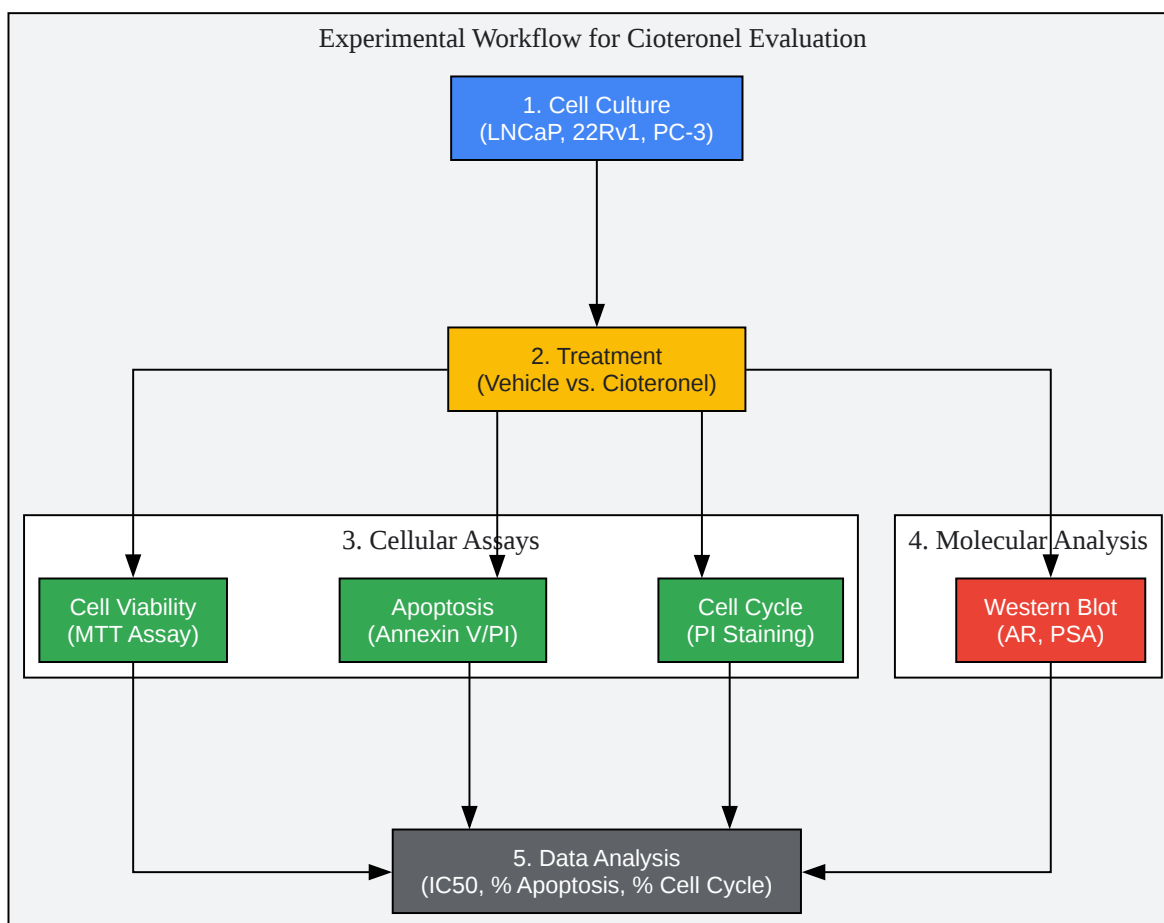 Experimental Workflow for Cioteronel Evaluation
1. Cell Culture
(LNCaP, 22Rv1, PC-3)
2. Treatment
(Vehicle vs. Cioteronel)
3. Cellular Assays
4. Molecular Analysis
Cell Viability
(MTT Assay)
Apoptosis
(Annexin V/PI)
Cell Cycle
(PI Staining)
Western Blot
(AR, PSA)
5. Data Analysis
(IC50, % Apoptosis, % Cell Cycle)